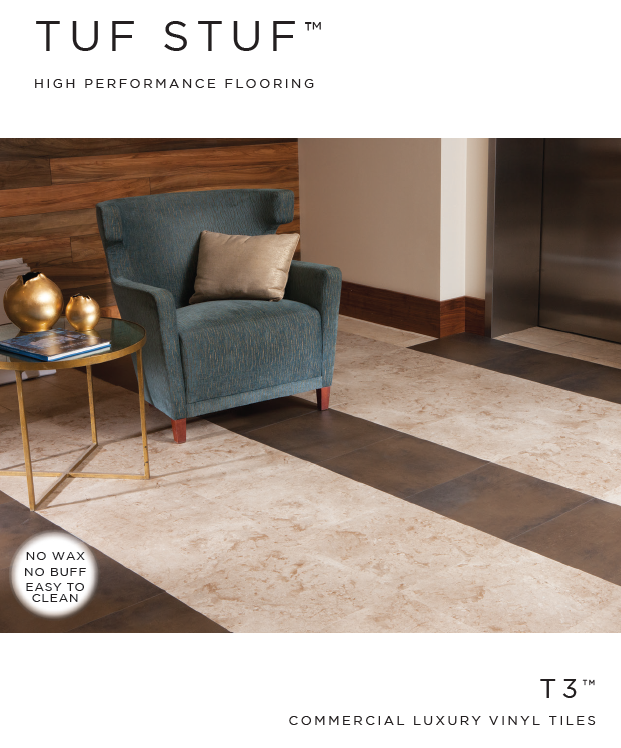 TUF STUF™
HIGH PERFORMANCE FLOORING
NO WAX
NO BUFF
EASY TO
CLEAN
T3™
COMMERCIAL LUXURY VINYL TILES